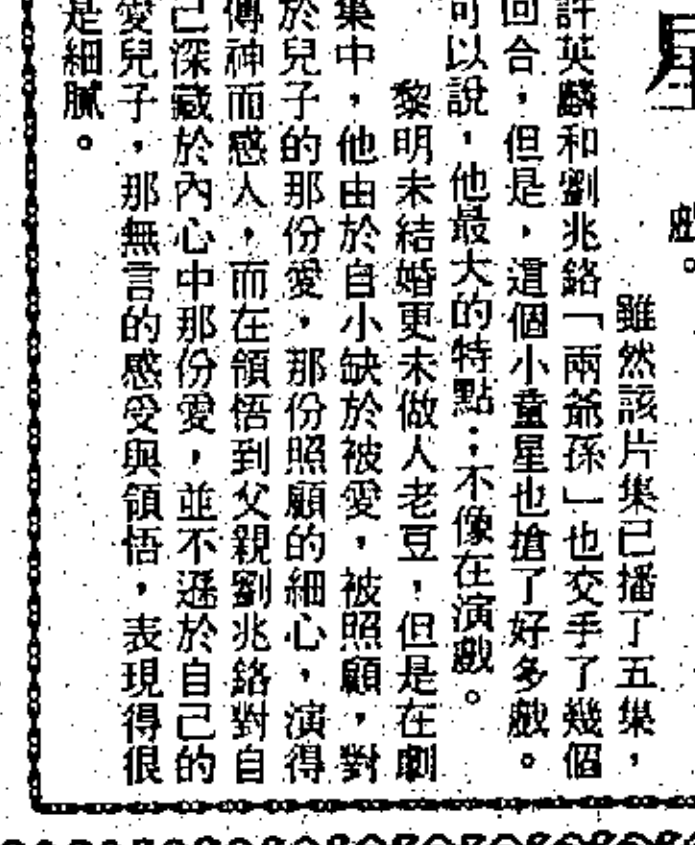 戲。
雖然該片集已播了五集，
許英麟和劉兆銘「兩爺孫」也交手了幾個
回合，但是，這個小童星也搶了好多戲。
可以說，他最大的特點：不像在演戲。
黎明未結婚更未做人老豆，但是在劇
集中，他由於自小缺於被愛，被照顧，對
於兒子的那份愛，那份照顧的細心，演得
傳神而感人，而在領悟到父親劉兆銘對自
己深藏於內心中那份愛，並不遜於自己的
愛兒子，那無言的感受與領悟，表現得很
是細膩。